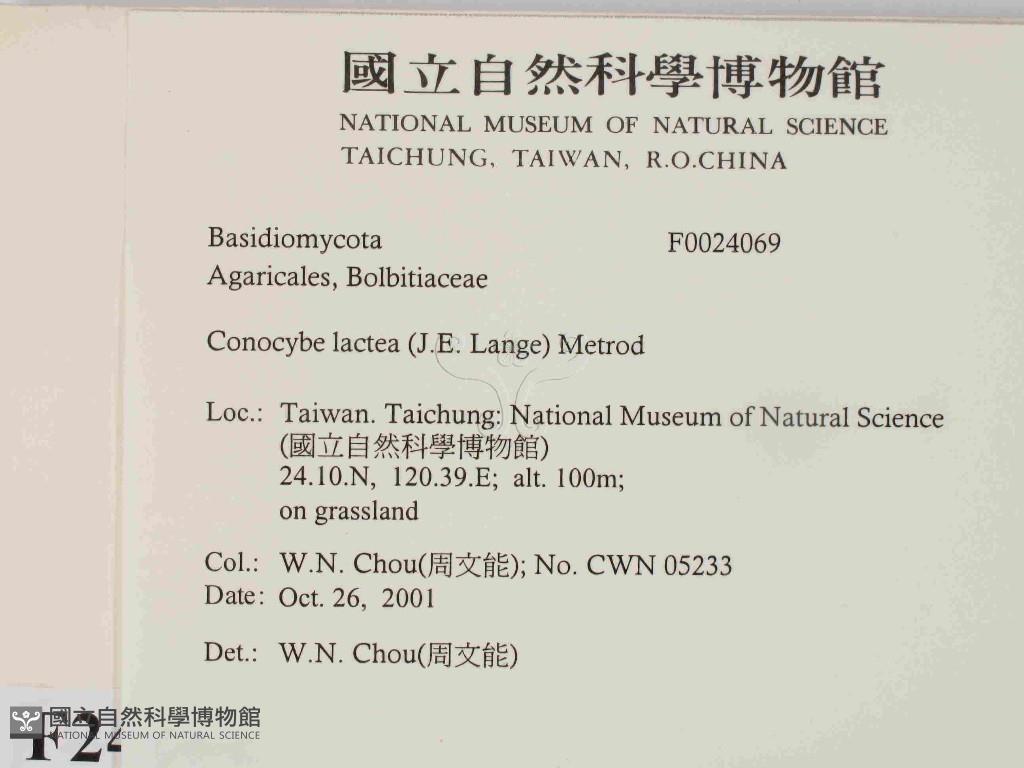 國立自然科學博物館
NATIONAL MUSEUM OF NATURAL SCIENCE
TAICHUNG, TAIWAN, R.O.CHINA
Basidiomycota F0024069
Agaricales, Bolbitiaceae
Conocybe lactea (J.E. Lange) Metrod
Loc.: Taiwan. Taichung: National Museum of Natural Science
(國立自然科學博物館)
24.10.N, 120.39.E; alt. 100m;
on grassland
Col.: W.N. Chou(周文能); No. CWN 05233
Date: Oct. 26, 2001
Det.: W.N. Chou(周文能)
國立自然科學博物館
NATIONAL MUSEUM OF NATURAL SCIENCE